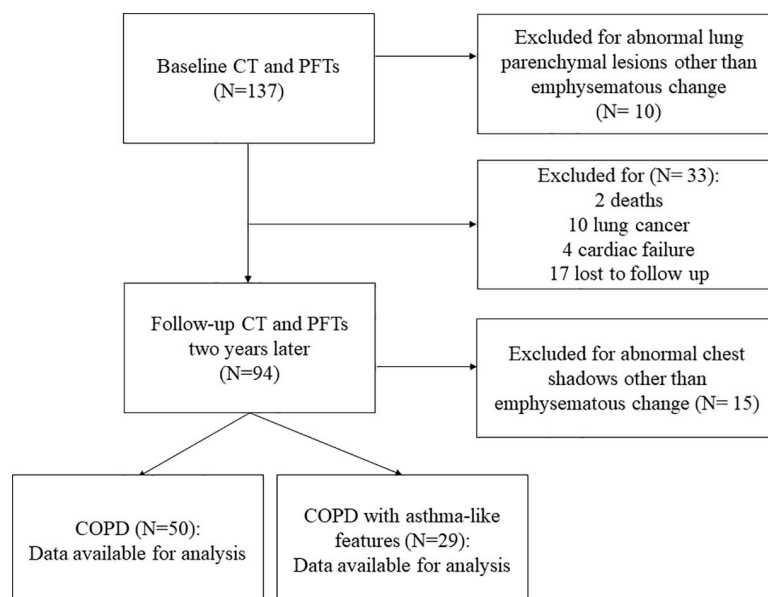 Baseline CT and PFTs
(N=137)
Excluded for abnormal lung
parenchymal lesions other than
emphysematous change
(N= 10)
Excluded for (N= 33):
2 deaths
10 lung cancer
4 cardiac failure
17 lost to follow up
Follow-up CT and PFTs
two years later
(N=94)
Excluded for abnormal chest
shadows other than
emphysematous change (N= 15)
COPD (N=50):
Data available for analysis
COPD with asthma-like
features (N=29):
Data available for analysis